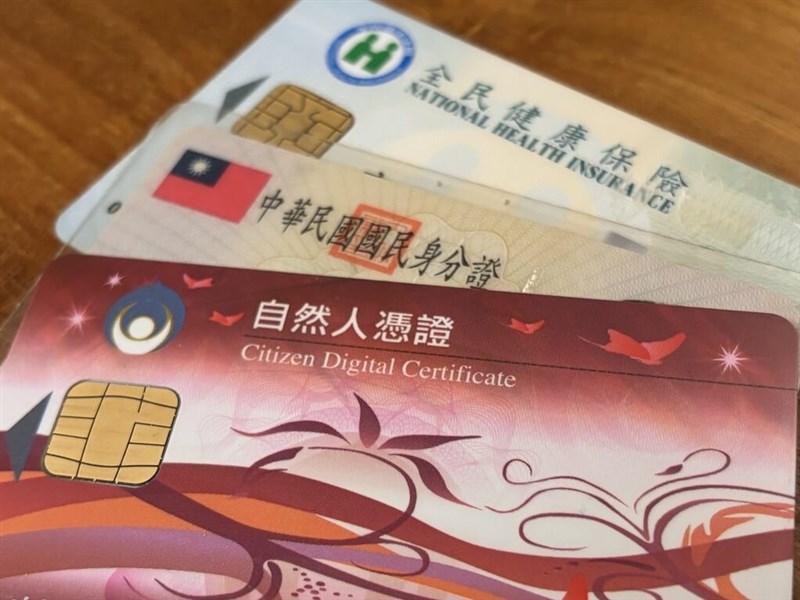 全民健康保險
NATIONAL HEALTH INSURANCE
中華民國國民身分證
自然人憑證
Citizen Digital Certificate